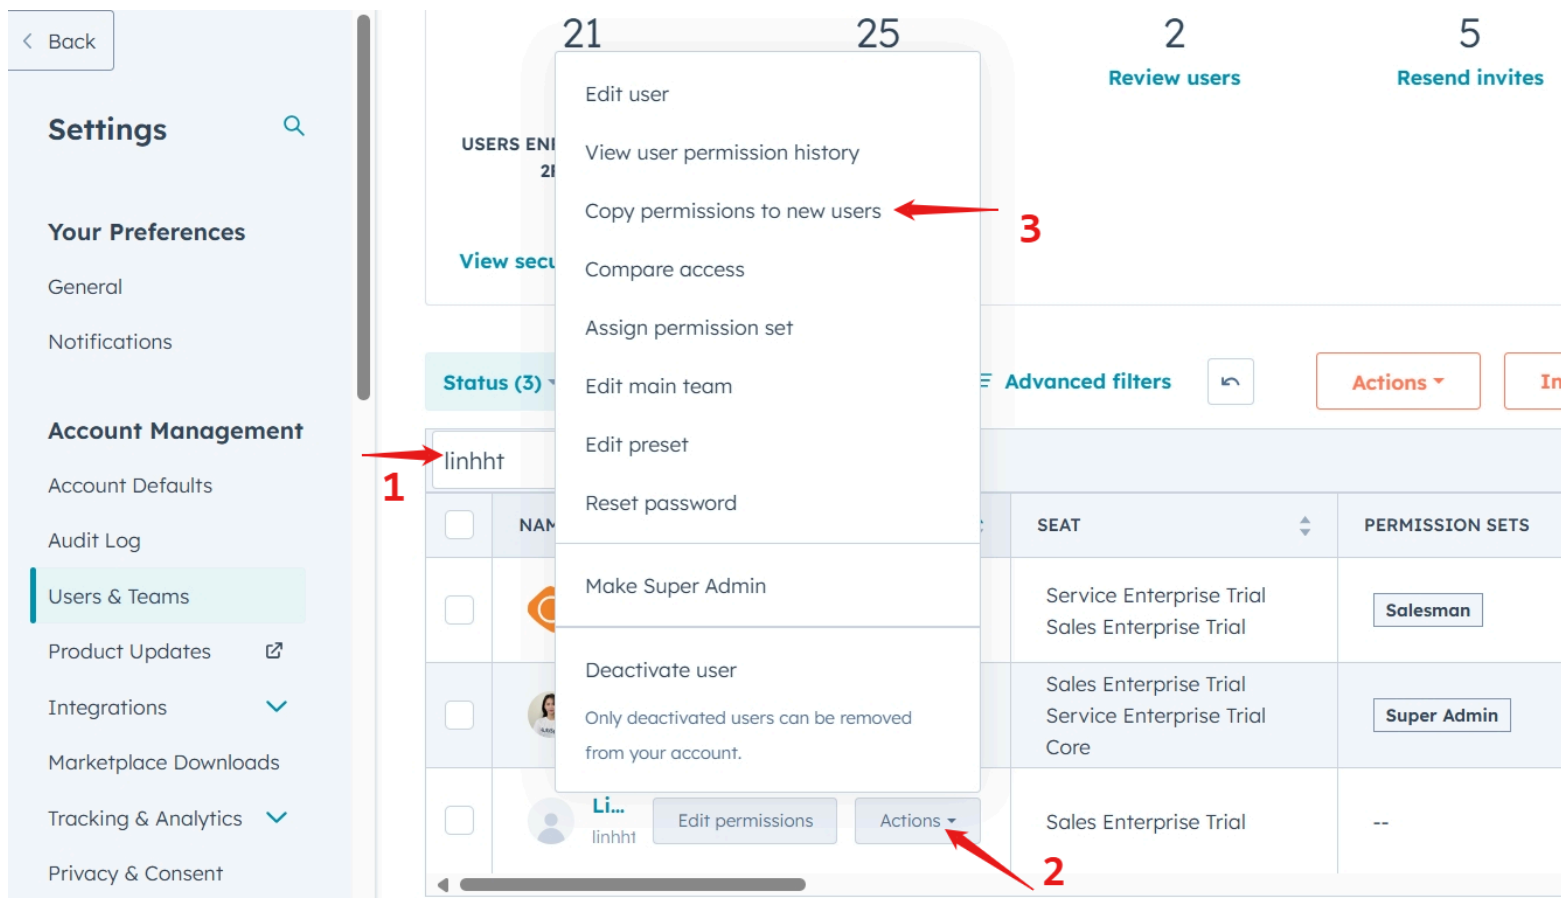 Back
Settings
Your Preferences
General
Notifications
Account Management
Account Defaults
Audit Log
Users & Teams
Product Updates
Integrations
Marketplace Downloads
Tracking & Analytics
Privacy & Consent
21
25
2
5
Review users
Resend invites
USERS
View
Edit user
View user permission history
Copy permissions to new users
3
Compare access
Assign permission set
Edit main team
Edit preset
Reset password
Make Super Admin
Deactivate user
Only deactivated users can be removed
from your account.
Status (3)
Advanced filters
Actions
linhht
1
SEAT
PERMISSION SETS
Service Enterprise Trial
Sales Enterprise Trial
Salesman
Sales Enterprise Trial
Service Enterprise Trial
Core
Super Admin
Li...
linhht
Edit permissions
Actions
Sales Enterprise Trial
--
2